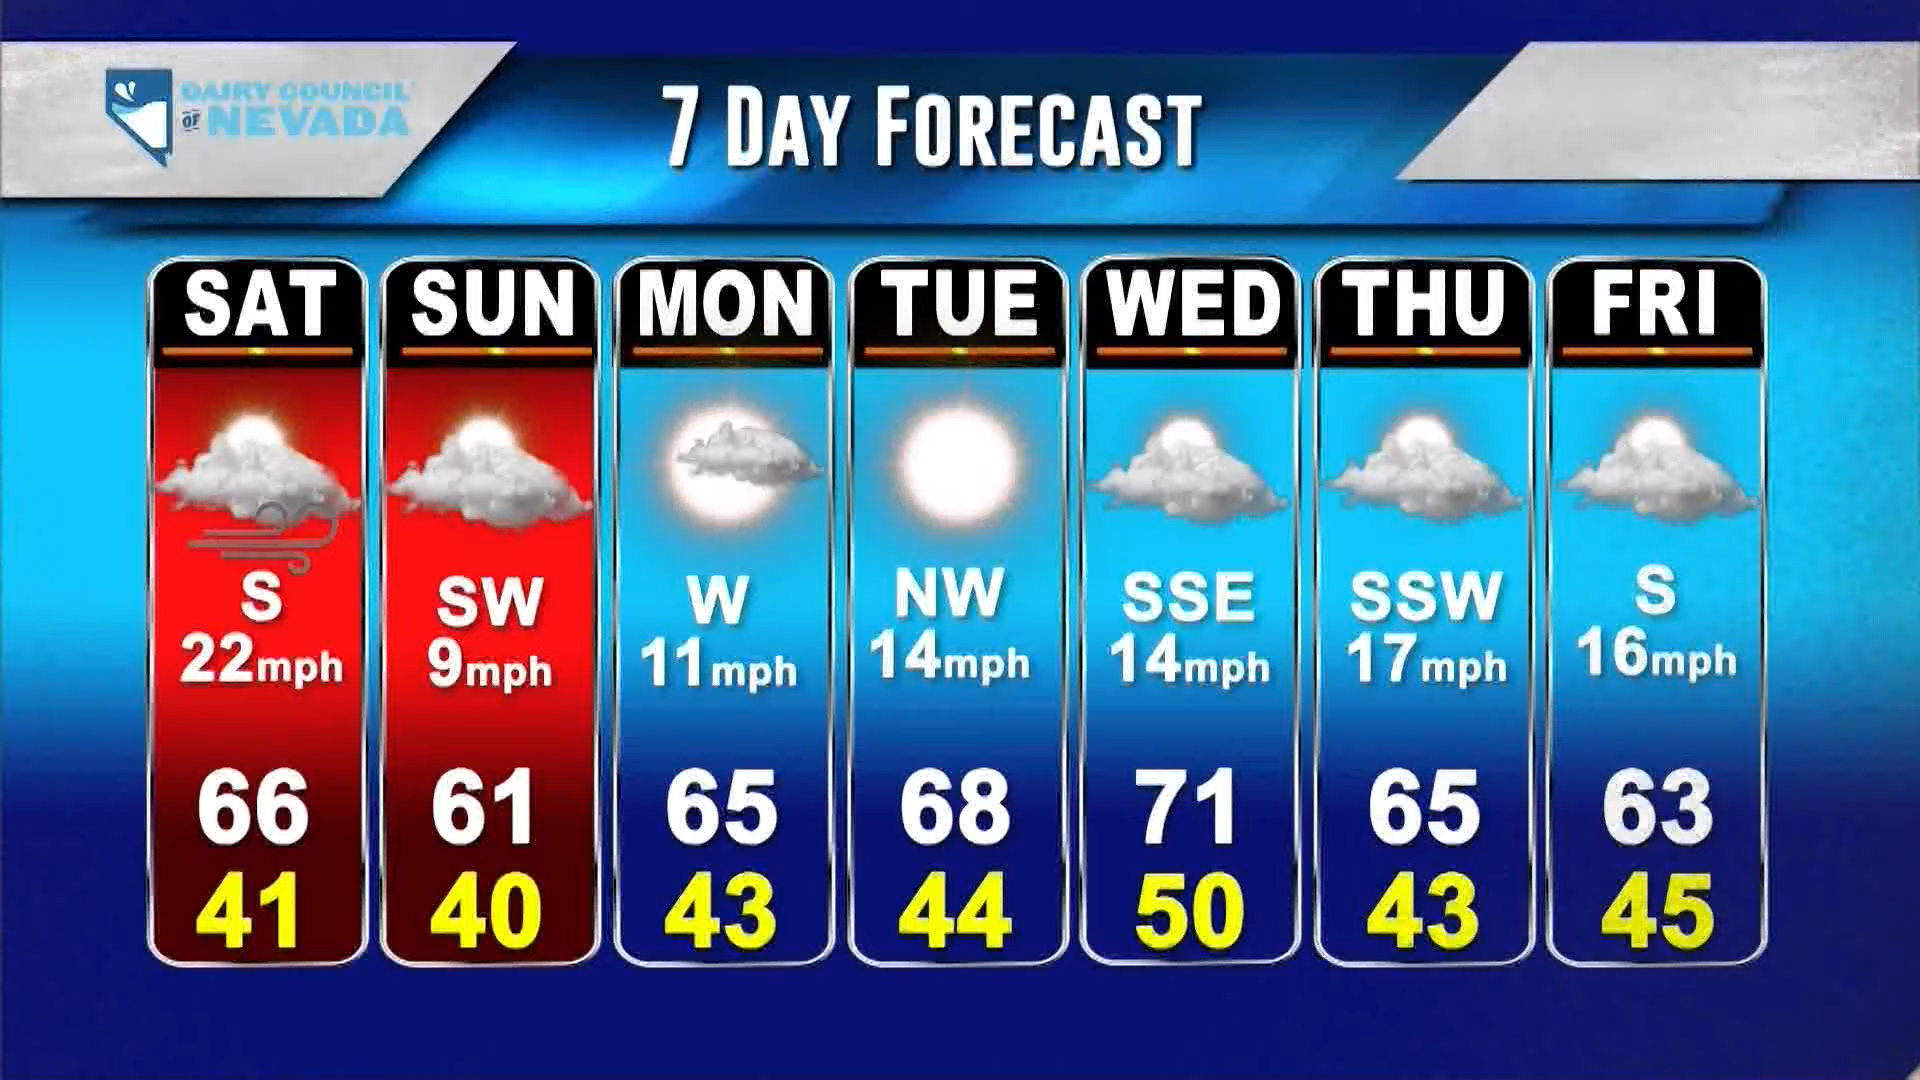 DAIRY COUNCIL
OF NEVADA
7 DAY FORECAST
SAT SUN MON TUE WED THU FRI
S SW W NW SSE SSW S
22mph 9mph 11mph 14mph 14mph 17mph 16mph
66 61 65 68 71 65 63
41 40 43 44 50 43 45